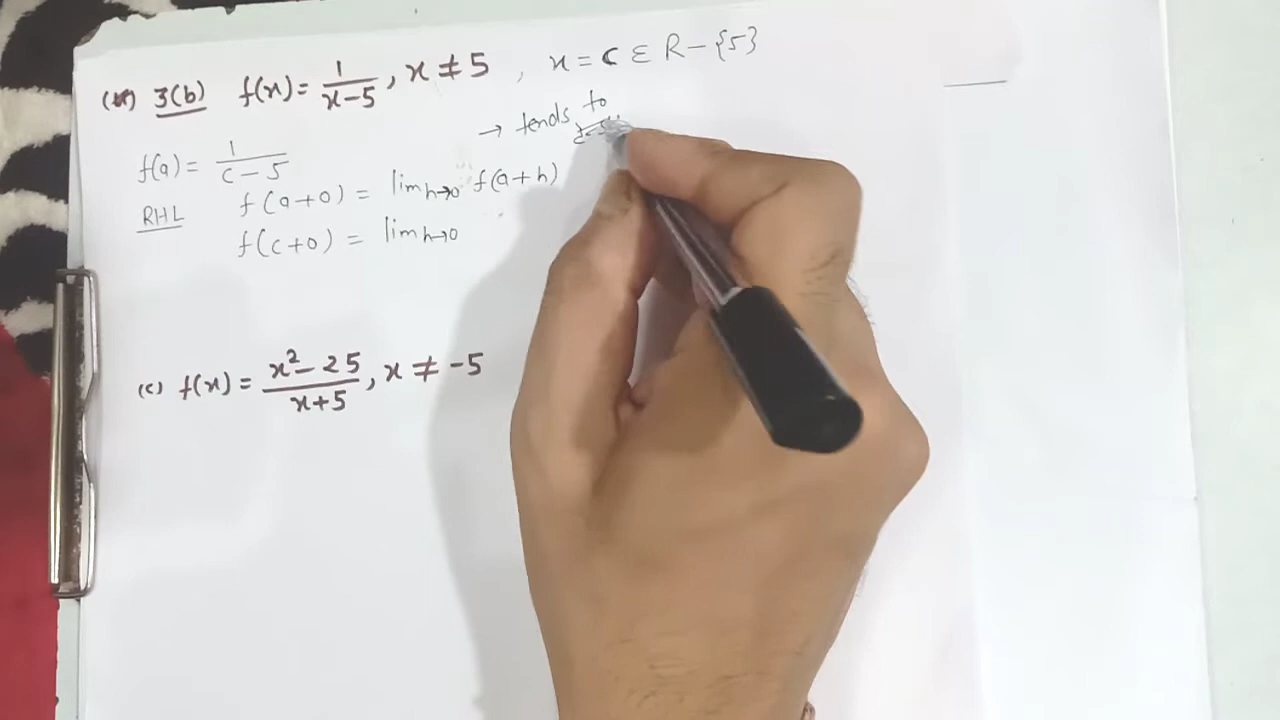 3(b) f(x) = 1/(x-5), x ≠ 5 , x = c ∈ R - {5}
→ tends to
f(a) = 1/(c-5)
RHL f(a+0) = lim h→0 f(a+h)
f(c+0) = lim h→0
(c) f(x) = (x²-25)/(x+5), x ≠ -5